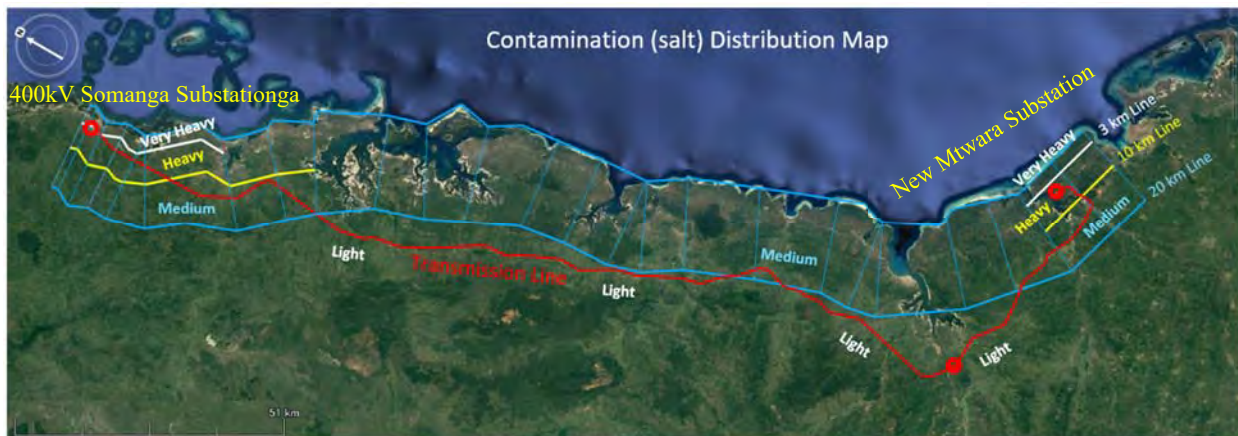 Contamination (salt) Distribution Map
400kV Somanga Substationga
New Mtwara Substation
Very Heavy
Heavy
Medium
Very Heavy
3 km Line
10 km Line
20 km Line
Heavy
Medium
Medium
Light
Transmission Line
Light
Light
Light
51 km